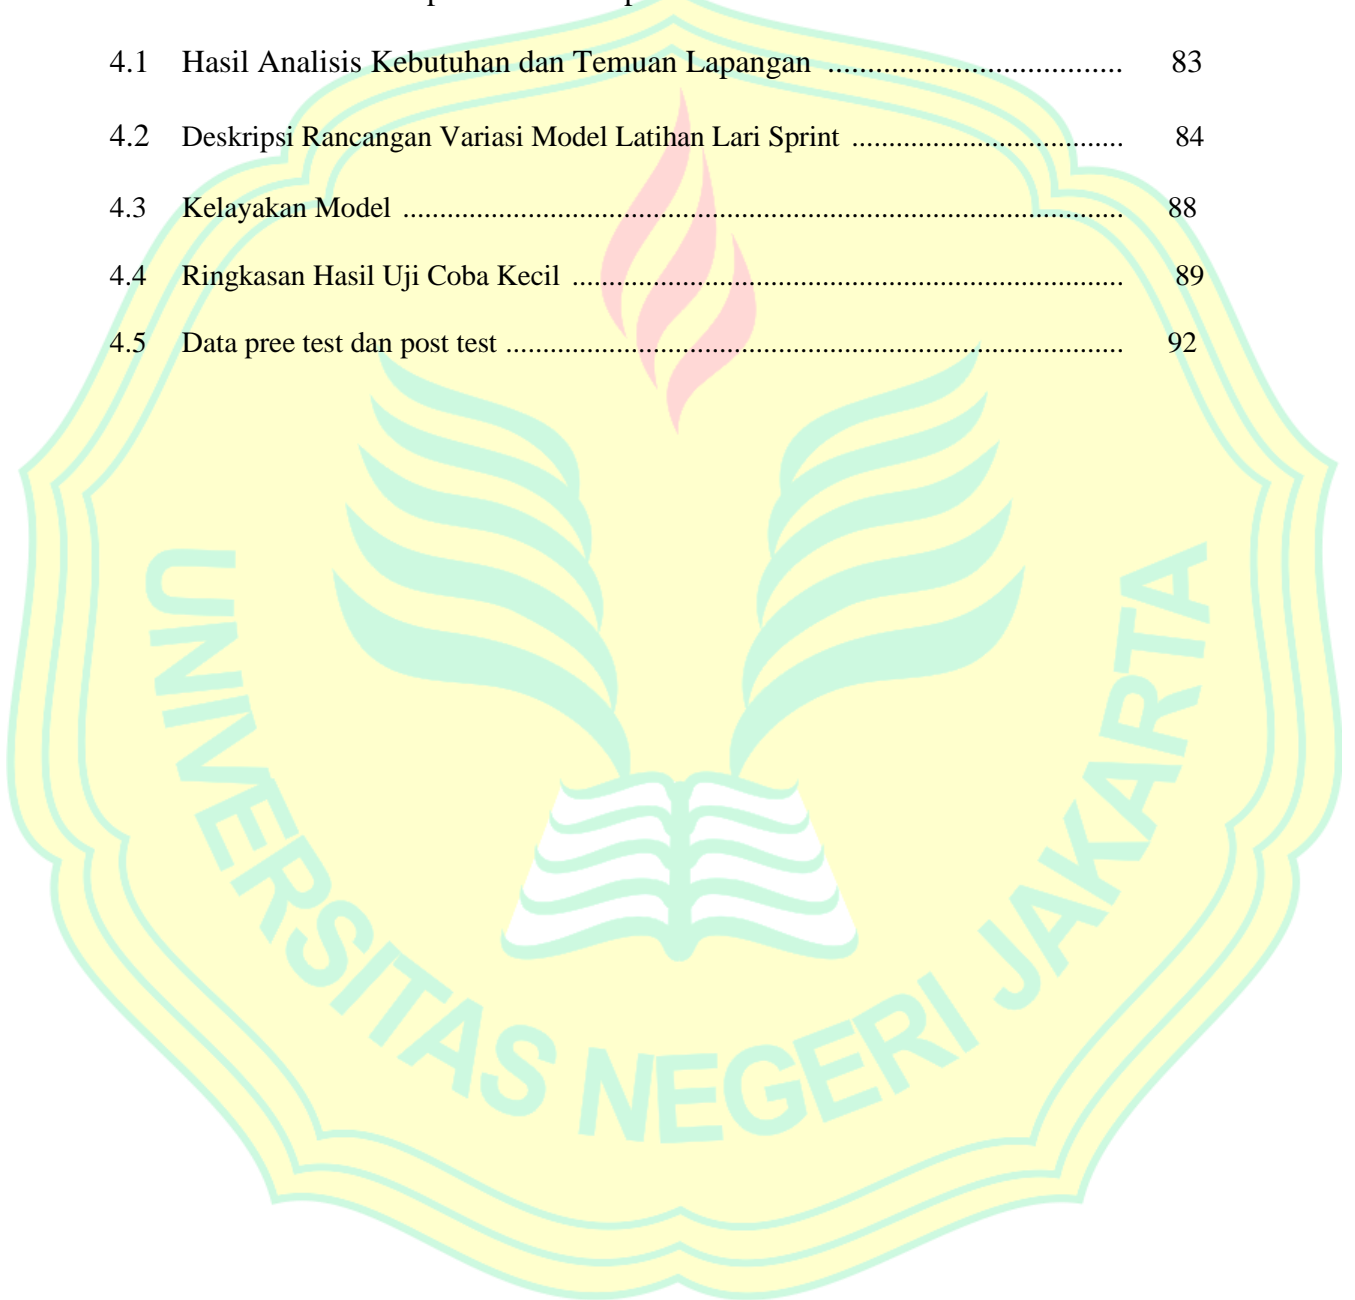 4.1 Hasil Analisis Kebutuhan dan Temuan Lapangan .................................. 83
4.2 Deskripsi Rancangan Variasi Model Latihan Lari Sprint .................................... 84
4.3 Kelayakan Model ................................................................................................ 88
4.4 Ringkasan Hasil Uji Coba Kecil ......................................................................... 89
4.5 Data pree test dan post test .................................................................................. 92
UNIVERSITAS NEGERI JAKARTA